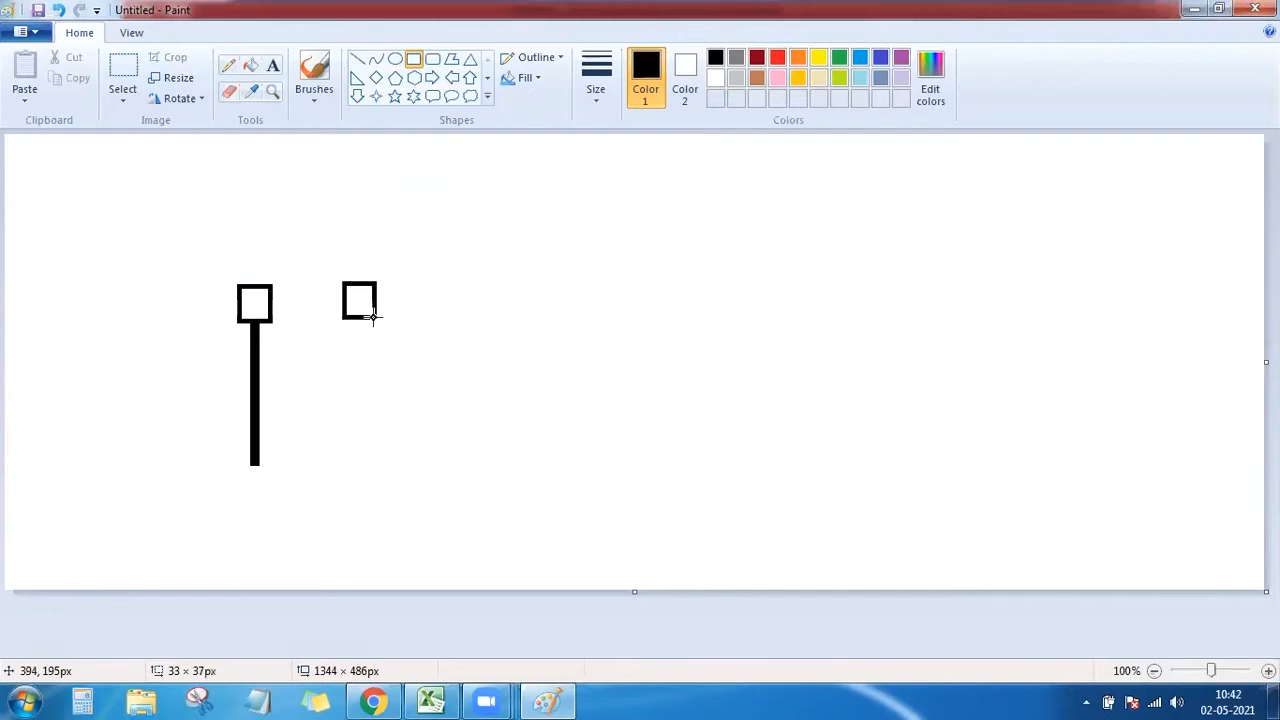 Untitled - Paint
Home View
Paste
Cut
Copy
Clipboard
Select
Crop
Resize
Rotate
Image
A
Tools
Brushes
Outline
Fill
Shapes
Size
Color 1
Color 2
Edit colors
Colors
394, 195px 33 × 37px 1344 × 486px 100%
10:42
02-05-2021